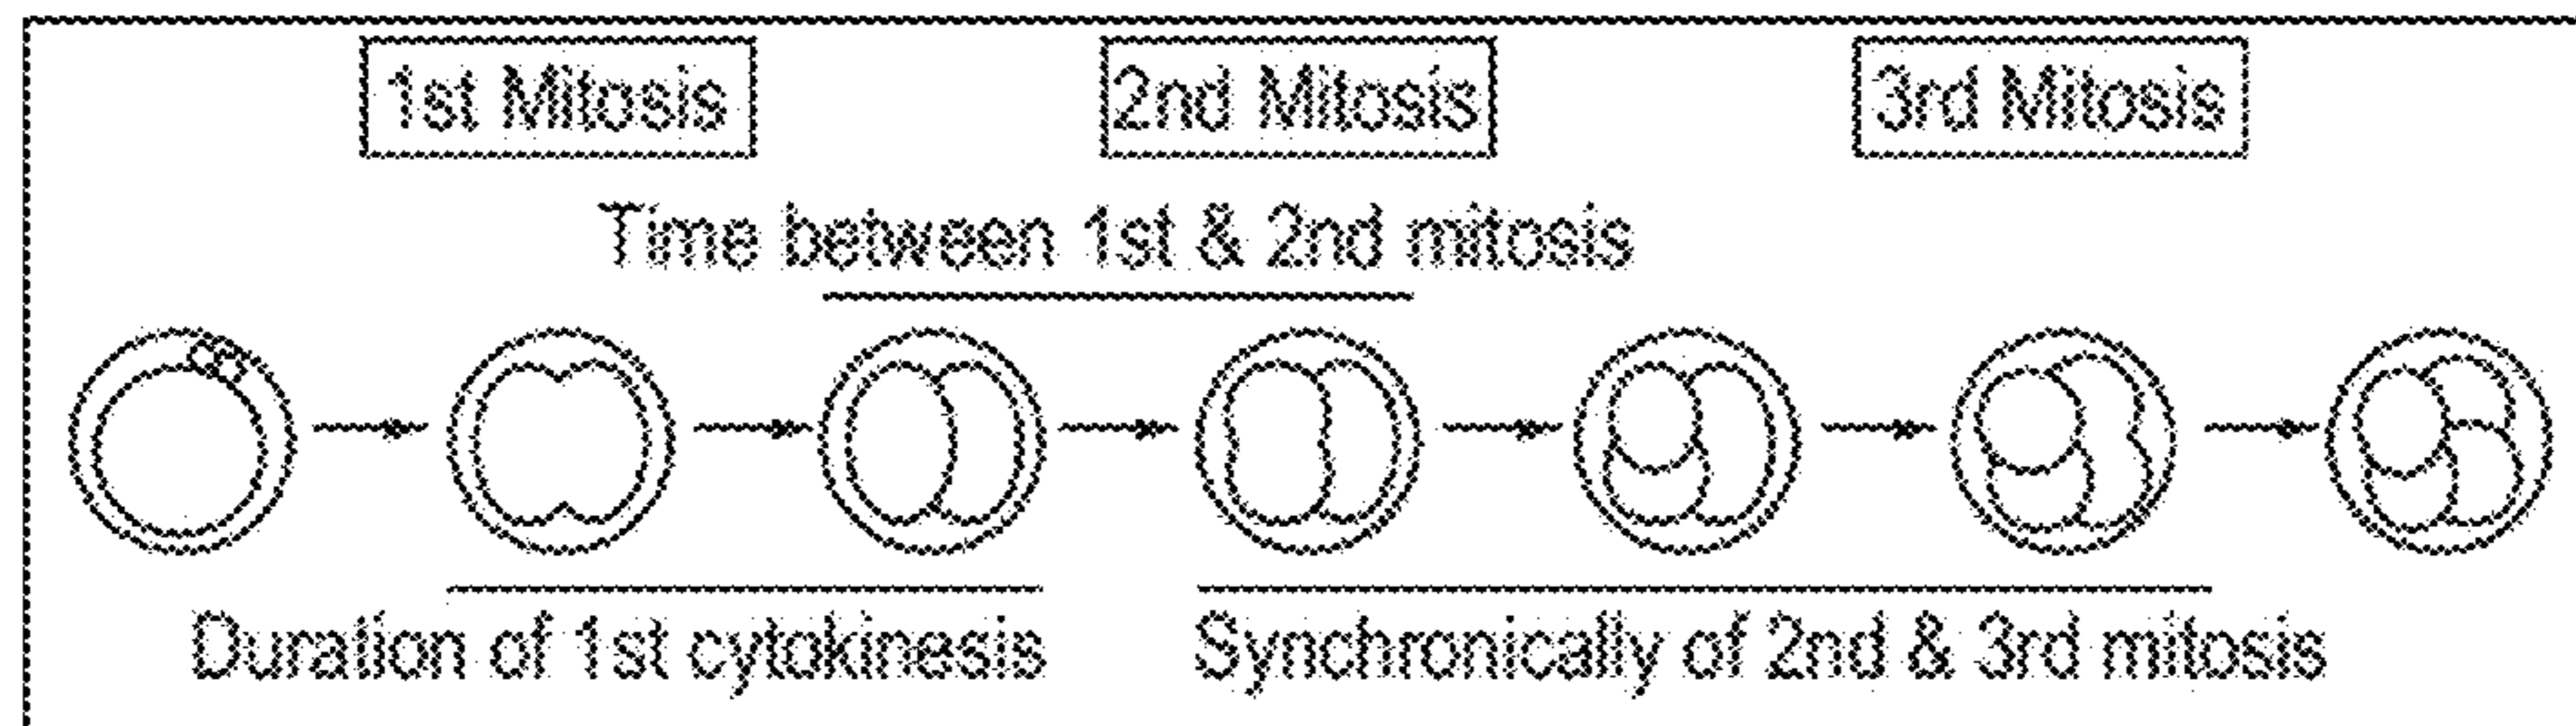 1st Mitosis
2nd Mitosis
3rd Mitosis
Time between 1st & 2nd mitosis
Duration of 1st cytokinesis
Synchronically of 2nd & 3rd mitosis